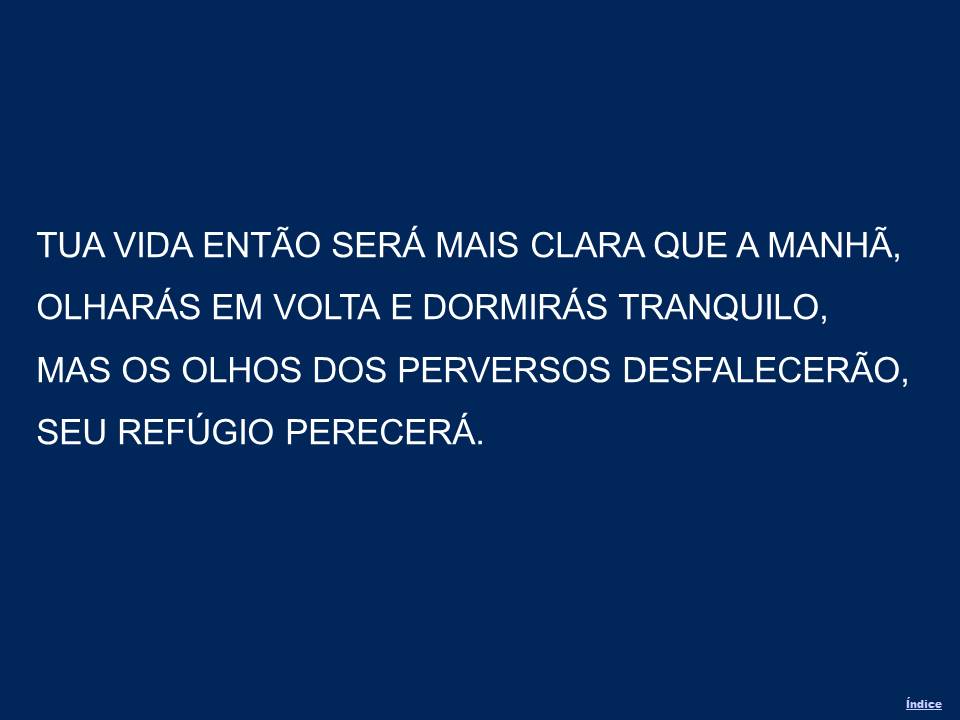 TUA VIDA ENTÃO SERÁ MAIS CLARA QUE A MANHÃ,
OLHARÁS EM VOLTA E DORMIRÁS TRANQUILO,
MAS OS OLHOS DOS PERVERSOS DESFALECERÃO,
SEU REFÚGIO PERECERÁ.
Índice